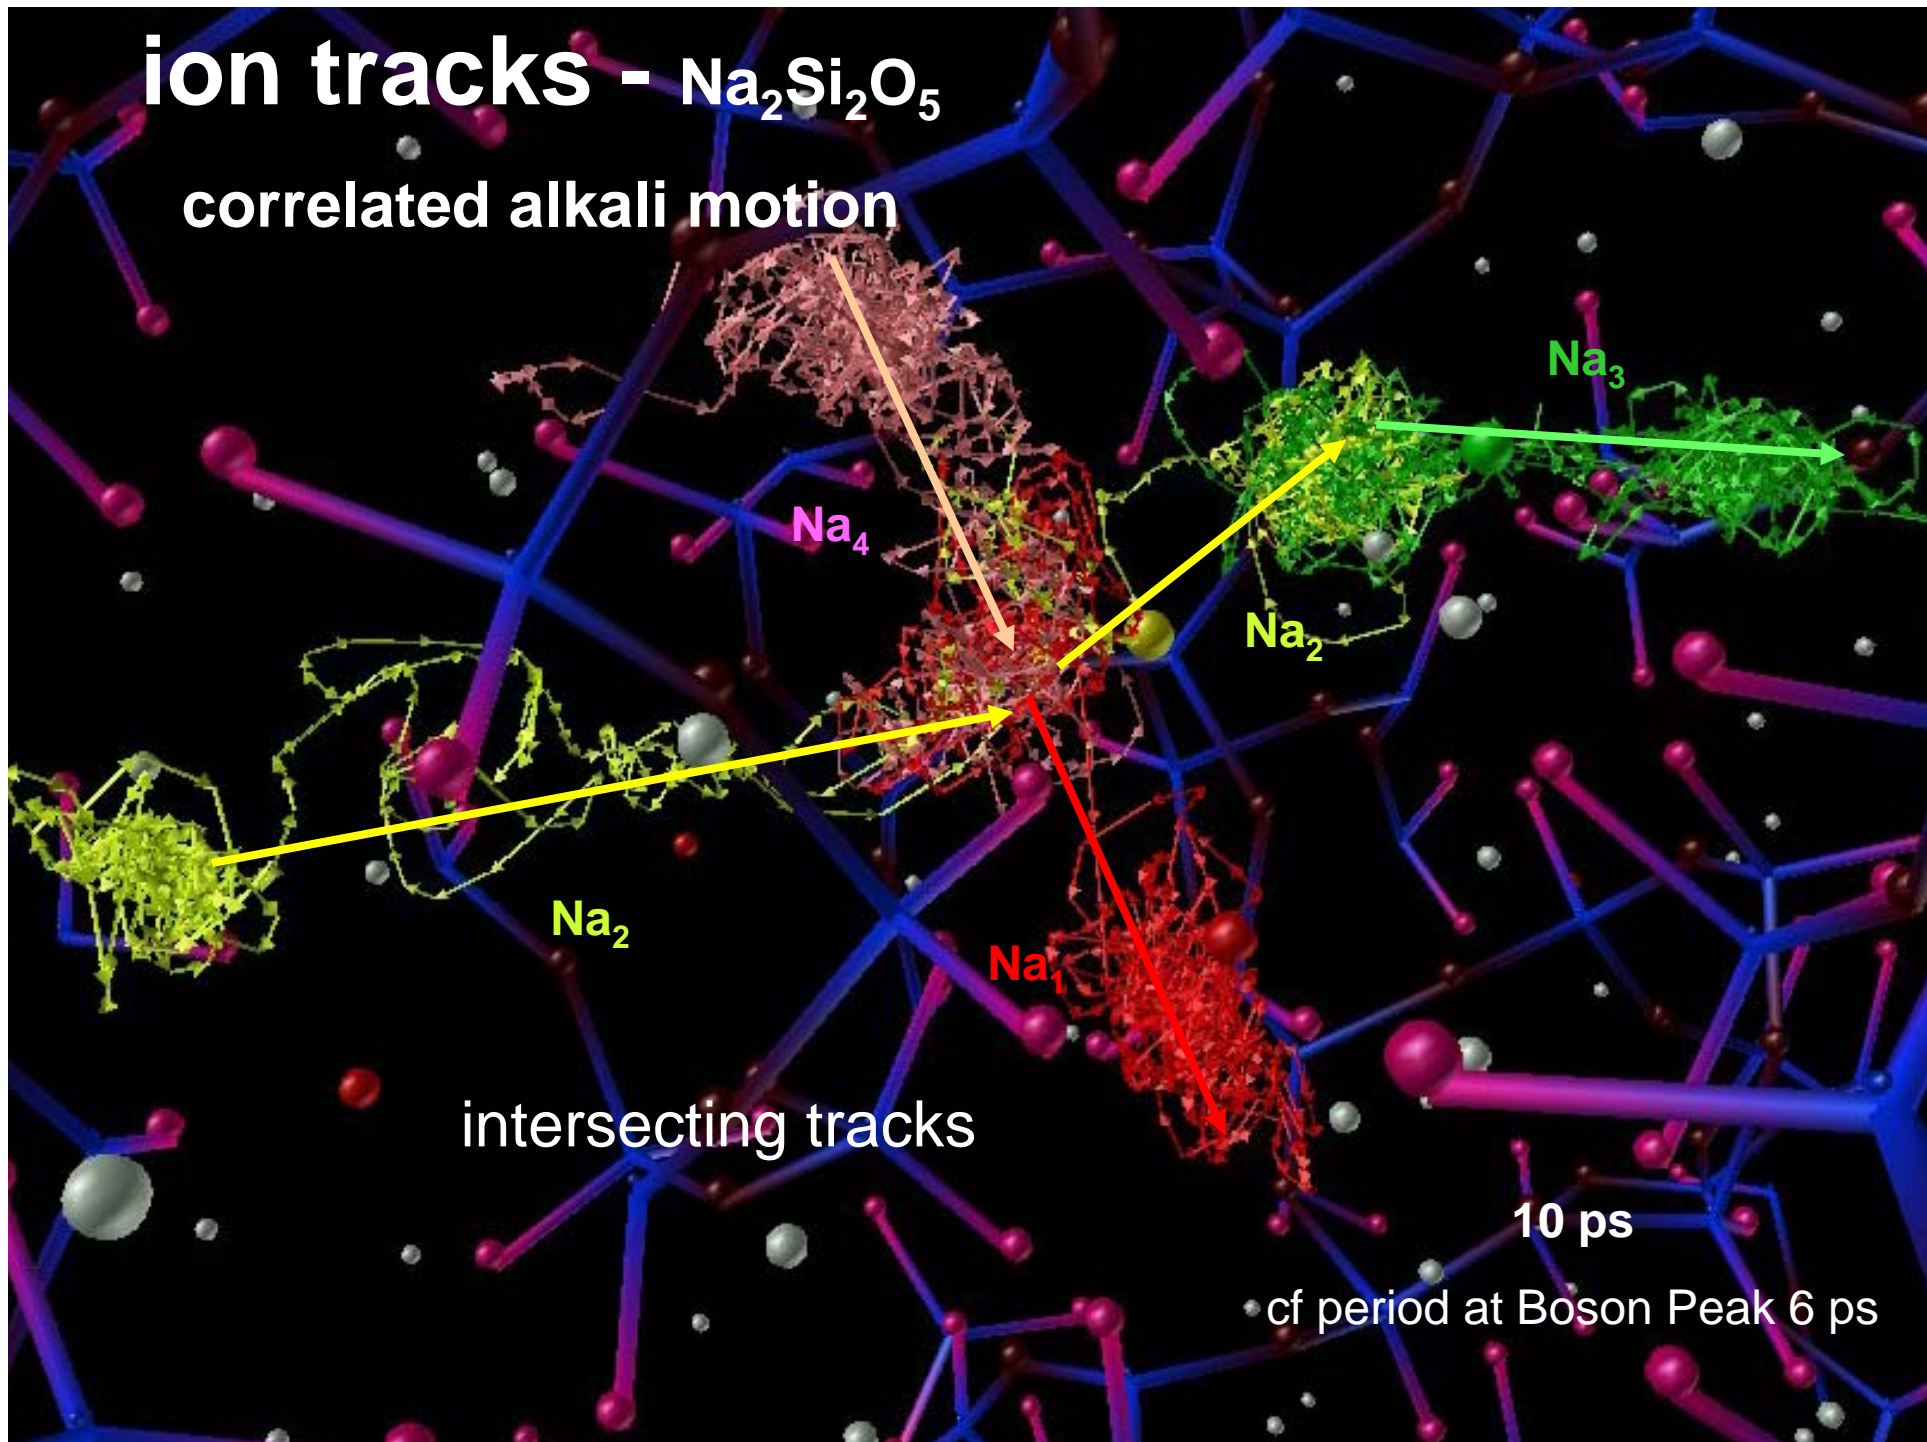 ion tracks - Na₂Si₂O₅
correlated alkali motion
Na₃
Na₄
Na₂
Na₂
Na₁
intersecting tracks
10 ps
cf period at Boson Peak 6 ps